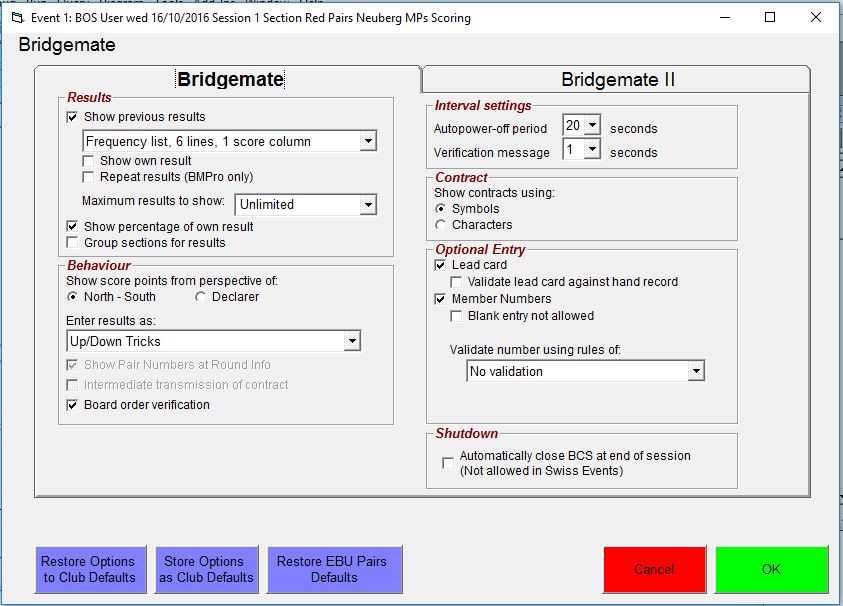 Event 1: BOS User wed 16/10/2016 Session 1 Section Red Pairs Neuberg MPs Scoring
Bridgemate
Bridgemate
Bridgemate II
Results
Show previous results
Frequency list, 6 lines, 1 score column
Show own result
Repeat results (BMPro only)
Maximum results to show: Unlimited
Show percentage of own result
Group sections for results
Behaviour
Show score points from perspective of:
North - South Declarer
Enter results as:
Up/Down Tricks
Show Pair Numbers at Round Info
Intermediate transmission of contract
Board order verification
Interval settings
Autopower-off period 20 seconds
Verification message 1 seconds
Contract
Show contracts using:
Symbols
Characters
Optional Entry
Lead card
Validate lead card against hand record
Member Numbers
Blank entry not allowed
Validate number using rules of:
No validation
Shutdown
Automatically close BCS at end of session
(Not allowed in Swiss Events)
Restore Options
to Club Defaults
Store Options
as Club Defaults
Restore EBU Pairs
Defaults
Cancel
OK